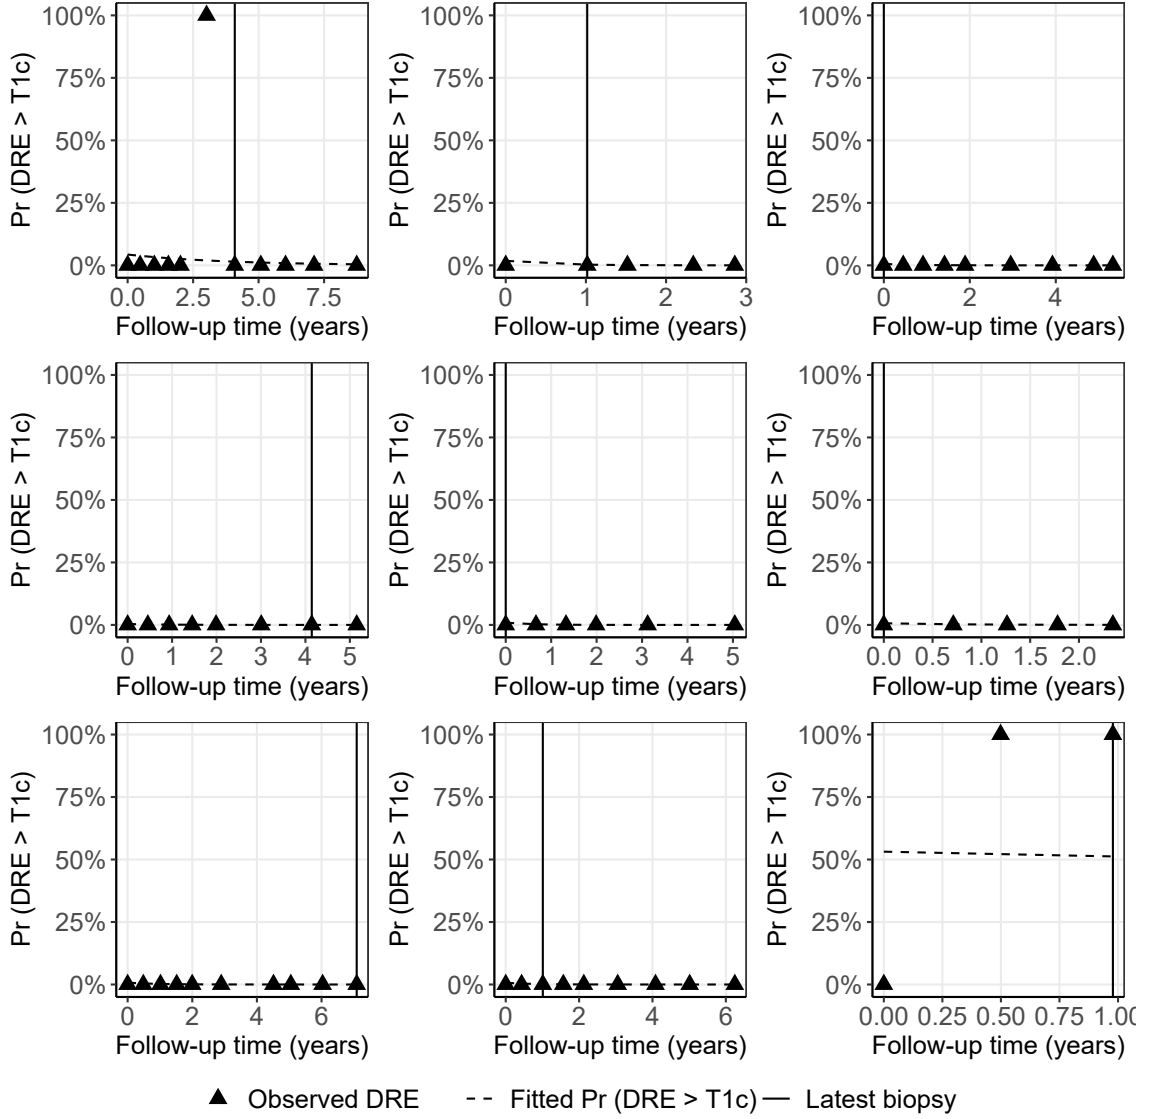 Pr (DRE > T1c)
100%
75%
50%
25%
0%
0.0 2.5 5.0 7.5
Follow-up time (years)
Pr (DRE > T1c)
100%
75%
50%
25%
0%
0 1 2 3
Follow-up time (years)
Pr (DRE > T1c)
100%
75%
50%
25%
0%
0 2 4
Follow-up time (years)
Pr (DRE > T1c)
100%
75%
50%
25%
0%
0 1 2 3 4 5
Follow-up time (years)
Pr (DRE > T1c)
100%
75%
50%
25%
0%
0 1 2 3 4 5
Follow-up time (years)
Pr (DRE > T1c)
100%
75%
50%
25%
0%
0.0 0.5 1.0 1.5 2.0
Follow-up time (years)
Pr (DRE > T1c)
100%
75%
50%
25%
0%
0 2 4 6
Follow-up time (years)
Pr (DRE > T1c)
100%
75%
50%
25%
0%
0 2 4 6
Follow-up time (years)
Pr (DRE > T1c)
100%
75%
50%
25%
0%
0.00 0.25 0.50 0.75 1.00
Follow-up time (years)
Observed DRE Fitted Pr (DRE > T1c) Latest biopsy